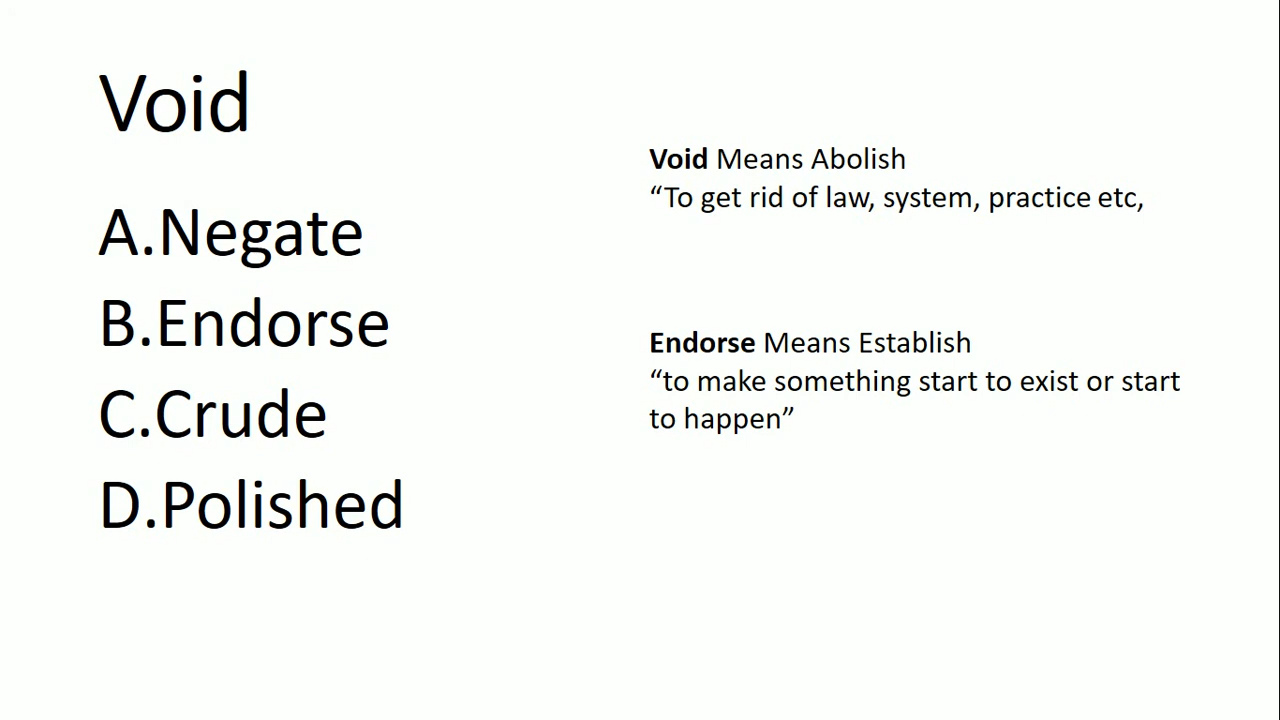 Void
A.Negate
B.Endorse
C.Crude
D.Polished
Void Means Abolish
“To get rid of law, system, practice etc,
Endorse Means Establish
“to make something start to exist or start
to happen”